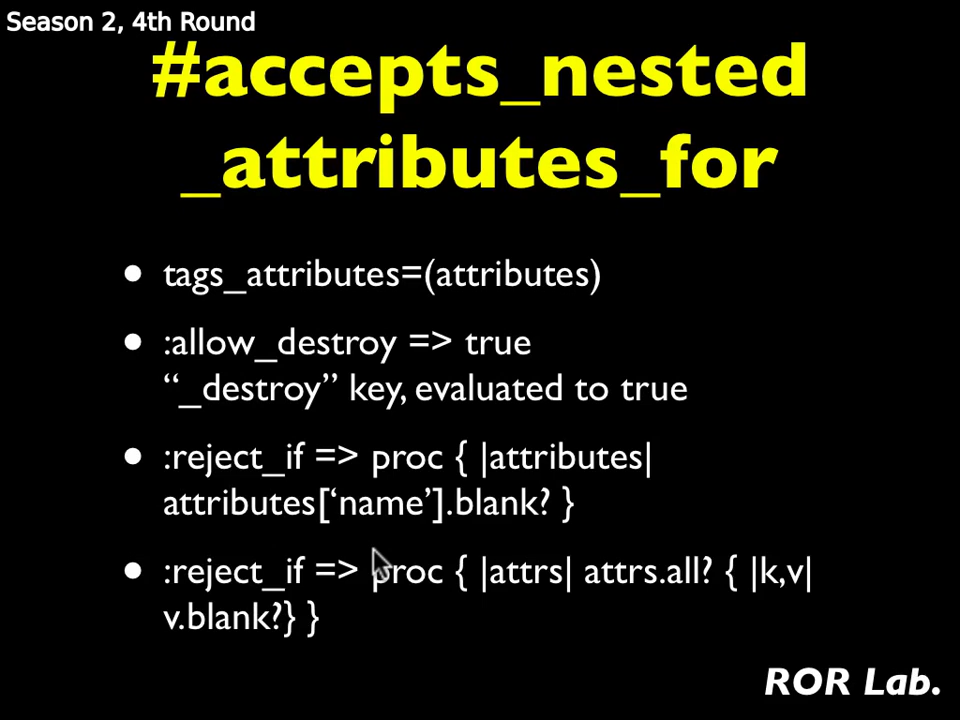 Season 2, 4th Round
#accepts_nested
_attributes_for
• tags_attributes=(attributes)
• :allow_destroy => true
“_destroy” key, evaluated to true
• :reject_if => proc { |attributes|
attributes[‘name’].blank? }
• :reject_if => proc { |attrs| attrs.all? { |k,v|
v.blank?} }
ROR Lab.